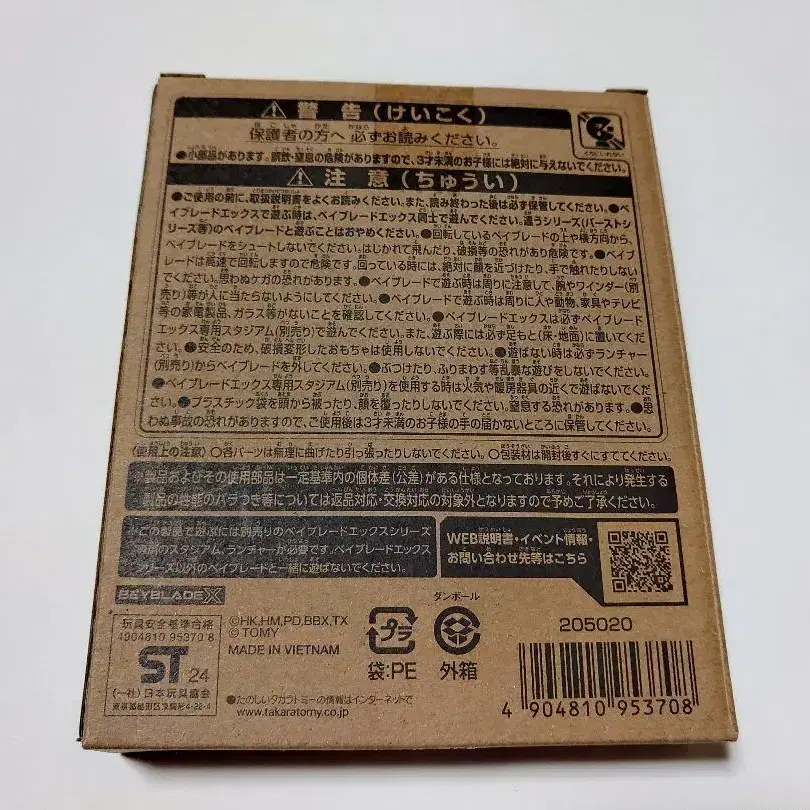 ⚠ 警告(けいこく)
保護者の方へ 必ずお読みください。
●小部品があります。誤飲・窒息の危険がありますので、3才未満のお子様には絶対に与えないでください。
⚠ 注意(ちゅうい)
●ご使用の前に、取扱説明書をよくお読みください。また、読み終わった後は必ず保管してください。●ベ
イブレードエックスで遊ぶ時は、ベイブレードエックス同士で遊んでください。違うシリーズ(バーストシ
リーズ等)のベイブレードと遊ぶことはおやめください。●回転しているベイブレードの上や横方向から、
ベイブレードをシュートしないでください。はじかれて飛んだり、破損等の恐れがあり危険です。●ベイブレ
ードは高速で回転しますので危険です。回っている時には、絶対に顔を近づけたり、手で触れたりしな
いでください。思わぬケガの恐れがあります。●ベイブレードで遊ぶ時は周りに注意して、腕やワインダー(別
売り)等が人に当たらないようにしてください。●ベイブレードで遊ぶ時は周りに人や動物、家具やテレビ
等の家電製品、ガラス等がないことを確認してください。●ベイブレードエックスは必ずベイブレード
エックス専用スタジアム(別売り)で遊んでください。また、遊ぶ際には必ず足もと(床・地面)に置いてくだ
さい。●安全のため、破損変形したおもちゃは使用しないでください。●遊ばない時は必ずランチャー
(別売り)からベイブレードを外してください。●ぶつけたり、ふりまわす等乱暴な遊びをしないでください。
●ベイブレードエックス専用スタジアム(別売り)を使用する時は火気や暖房器具の近くで遊ばないでくだ
さい。●プラスチック袋を頭から被ったり、顔を覆ったりしないでください。窒息する恐れがあります。●思
わぬ事故の恐れがありますので、ご使用後は3才未満のお子様の手の届かないところに保管してください。
〈使用上の注意〉○各パーツは無理に曲げたり引っ張ったりしないでください。○包装材は開封後すぐにすててください。
※製品およびその使用部品は一定基準内の個体差(公差)がある仕様となっております。それにより発生する
製品の性能のバラつき等については返品対応・交換対応の対象外となりますので予めご了承ください。
※この製品で遊ぶには別売りのベイブレードエックスシリーズ
専用のスタジアム、ランチャーが必要です。ベイブレードエックス
シリーズ以外のベイブレードと一緒に遊ばないでください。
WEB説明書・イベント情報・
お問い合わせ先等はこちら
BEYBLADE X
玩具安全基準合格
4904810 95370 8
ST 24
(一社)日本玩具協会
東京都墨田区東駒形4-22-4
©HK,HM,PD,BBX,TX
© TOMY
MADE IN VIETNAM
プラ
袋:PE
ダンボール
外箱
●たのしいタカラトミーの情報はインターネットで
www.takaratomy.co.jp
205020
4 904810 953708